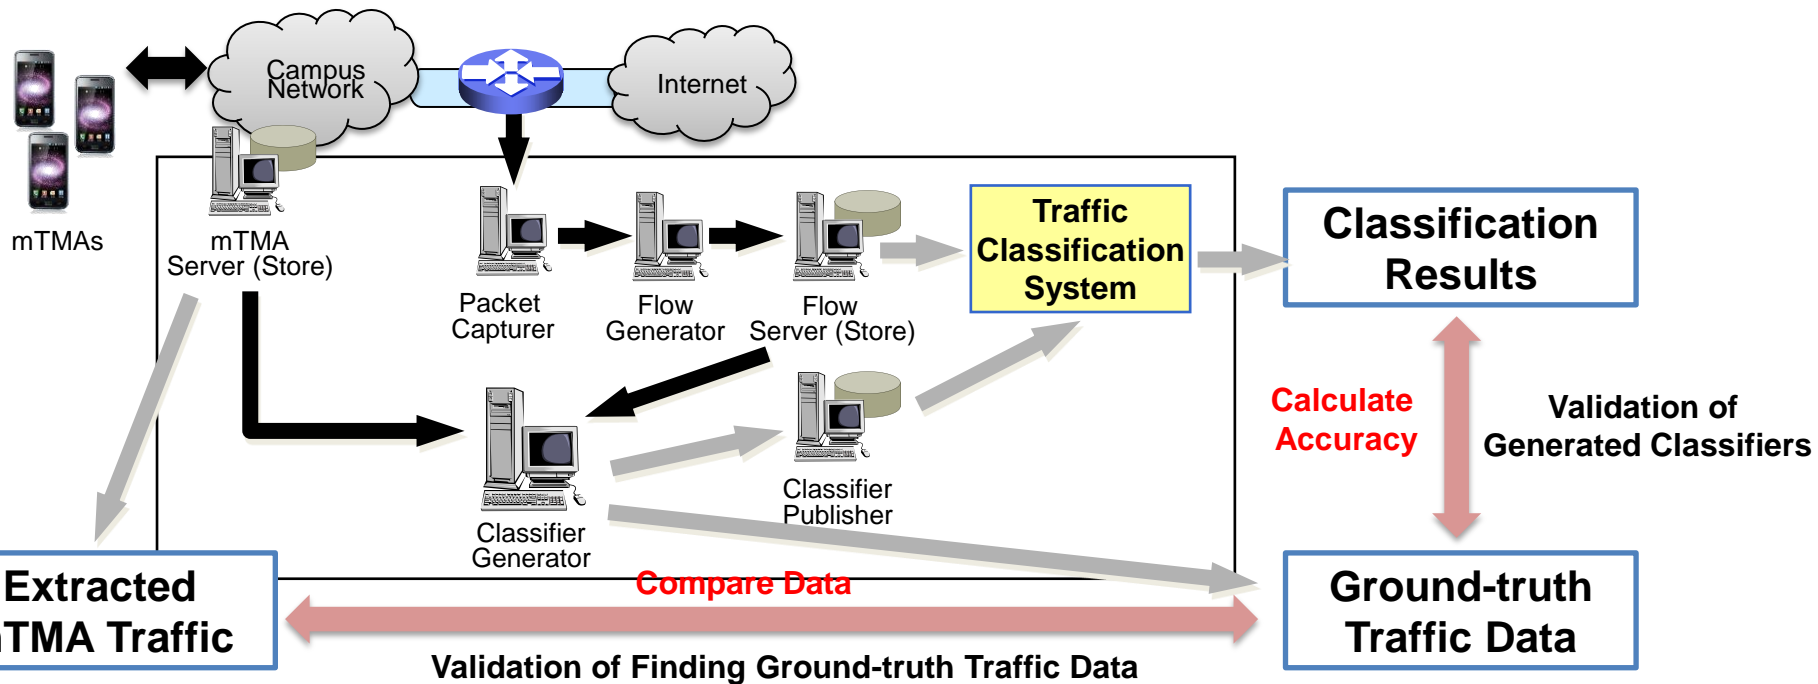 Campus
Network
Internet
mTMAs
mTMA
Server (Store)
Packet
Capturer
Flow
Generator
Flow
Server (Store)
Traffic
Classification
System
Classification
Results
Calculate
Accuracy
Validation of
Generated Classifiers
Classifier
Publisher
Classifier
Generator
Extracted
mTMA Traffic
Compare Data
Ground-truth
Traffic Data
Validation of Finding Ground-truth Traffic Data